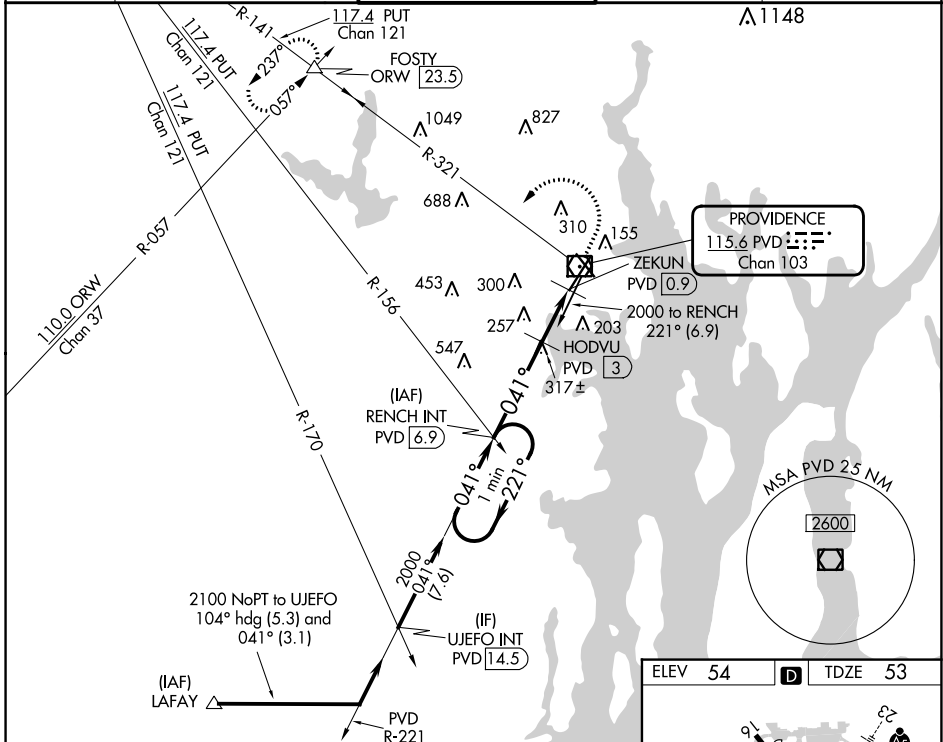 1148
R-141
117.4 PUT
Chan 121
117.4 PUT
Chan 121
237°
057°
FOSTY
ORW 23.5
117.4 PUT
Chan 121
1049
827
R-321
688
310
155
PROVIDENCE
115.6 PVD
Chan 103
R-057
110.0 ORW
Chan 37
R-156
453
300
ZEKUN
PVD 0.9
2000 to RENCH
221° (6.9)
257
203
HODVU
PVD 3
547
317±
041°
(IAF)
RENCH INT
PVD 6.9
R-170
041°
1 min
221°
MSA PVD 25 NM
2600
2000
041°
(7.6)
2100 NoPT to UJEFO
104° hdg (5.3) and
041° (3.1)
(IF)
UJEFO INT
PVD 14.5
(IAF)
LAFAY
PVD
R-221
ELEV 54
D
TDZE 53
16
23